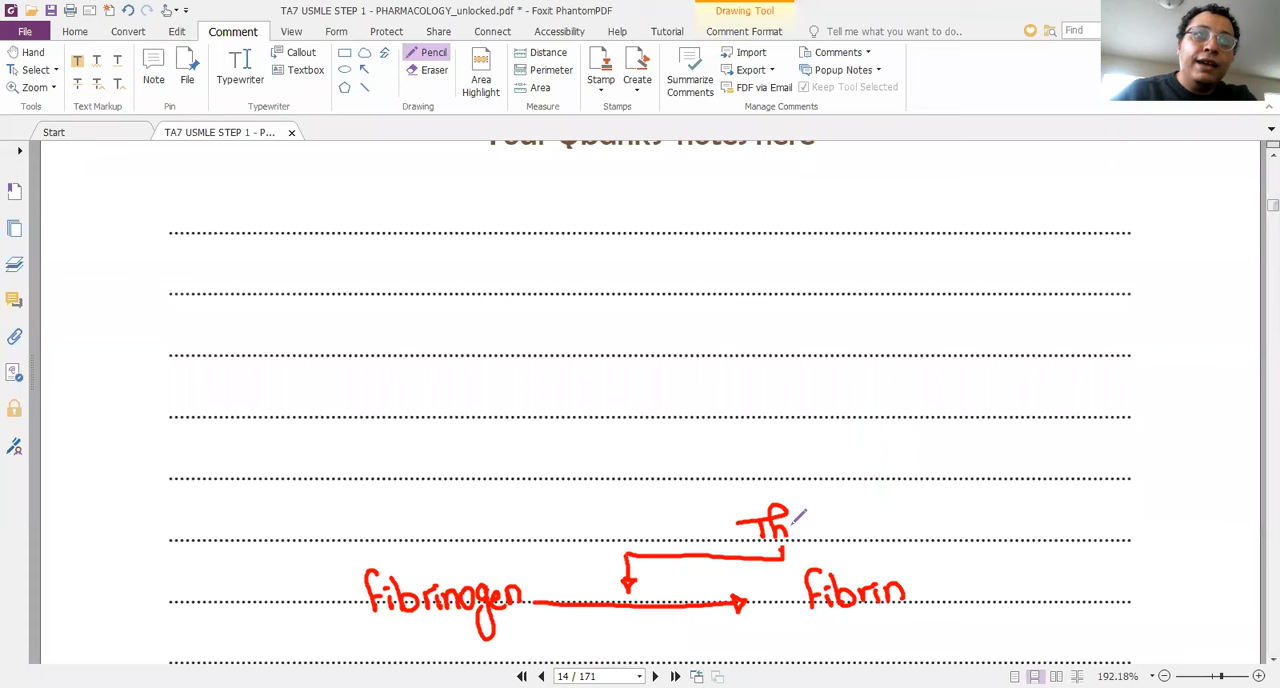 TA7 USMLE STEP 1 - PHARMACOLOGY_unlocked.pdf * - Foxit PhantomPDF
Drawing Tool
File Home Convert Edit Comment View Form Protect Share Connect Accessibility Help Tutorial Comment Format Tell me what you want to do.. Find
Hand
Select
Zoom
Tools
T T T
T T T
Text Markup
Note
File
Pin
Typewriter
Callout
Textbox
Typewriter
Pencil
Eraser
Drawing
Area Highlight
Distance
Perimeter
Area
Measure
Stamp
Create
Stamps
Summarize Comments
Import
Export
FDF via Email
Comments
Popup Notes
Keep Tool Selected
Manage Comments
Start
TA7 USMLE STEP 1 - P...
Your Qbanks notes here
Th
fibrinogen fibrin
14 / 171
192.18%